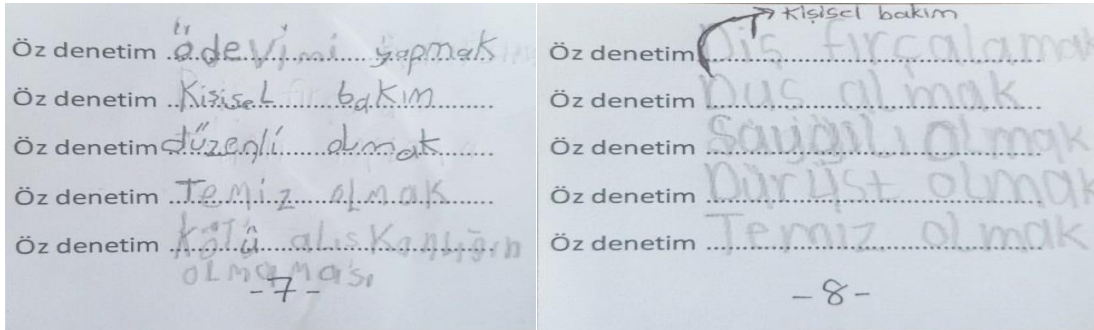 Öz denetim ödevimi yapmak
Öz denetim Kişisel bakım
Öz denetim düzenli olmak
Öz denetim Temiz olmak
Öz denetim Kötü alışkanlığın
olmaması
-7-
Kişisel bakım
Öz denetim Diş fırçalamak
Öz denetim Duş almak
Öz denetim Saygılı olmak
Öz denetim Dürüst olmak
Öz denetim Temiz olmak
-8-